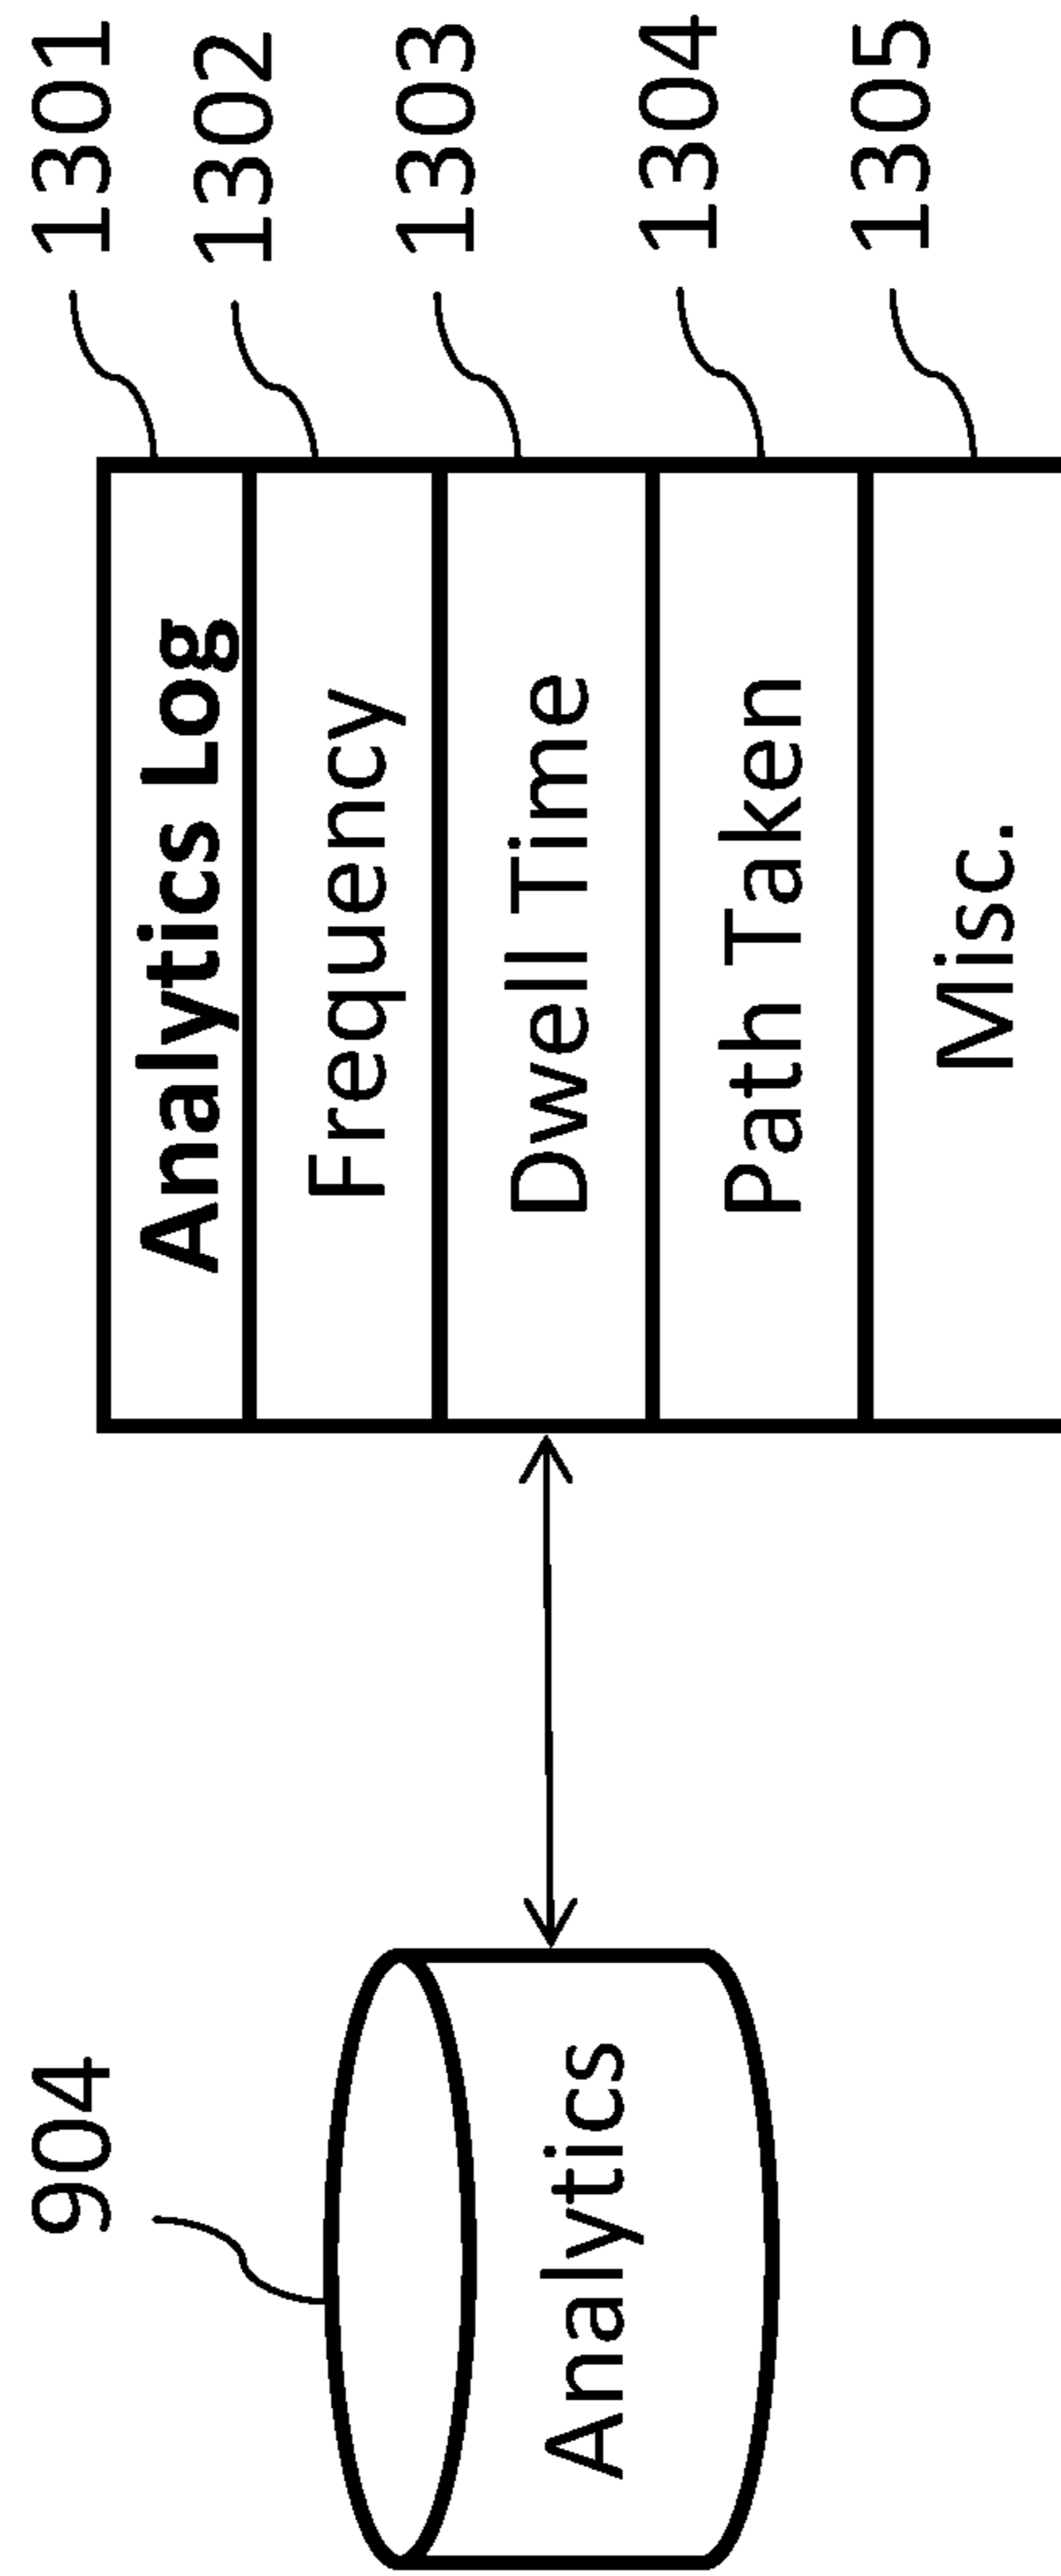 904
Analytics
Analytics Log
1301
Frequency
1302
Dwell Time
1303
Path Taken
1304
Misc.
1305